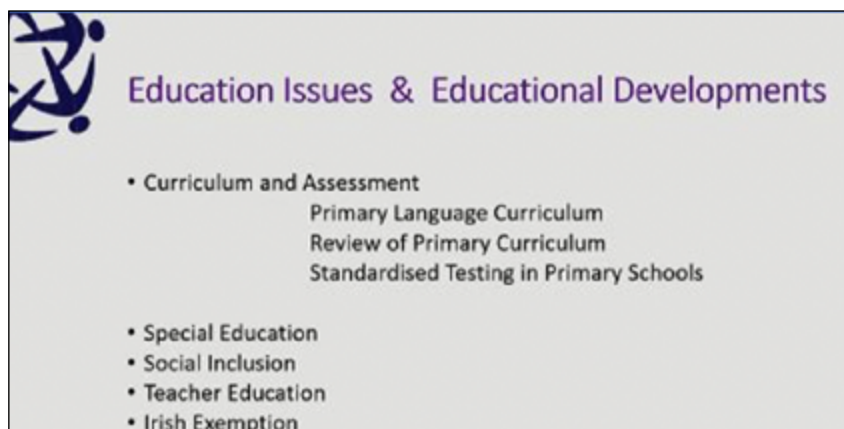 Education Issues & Educational Developments
• Curriculum and Assessment
Primary Language Curriculum
Review of Primary Curriculum
Standardised Testing in Primary Schools
• Special Education
• Social Inclusion
• Teacher Education
• Irish Exemption